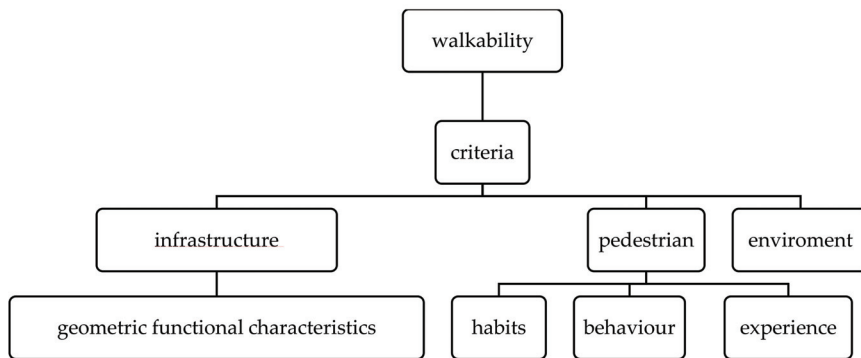 walkability
criteria
infrastructure
pedestrian
enviroment
geometric functional characteristics
habits
behaviour
experience